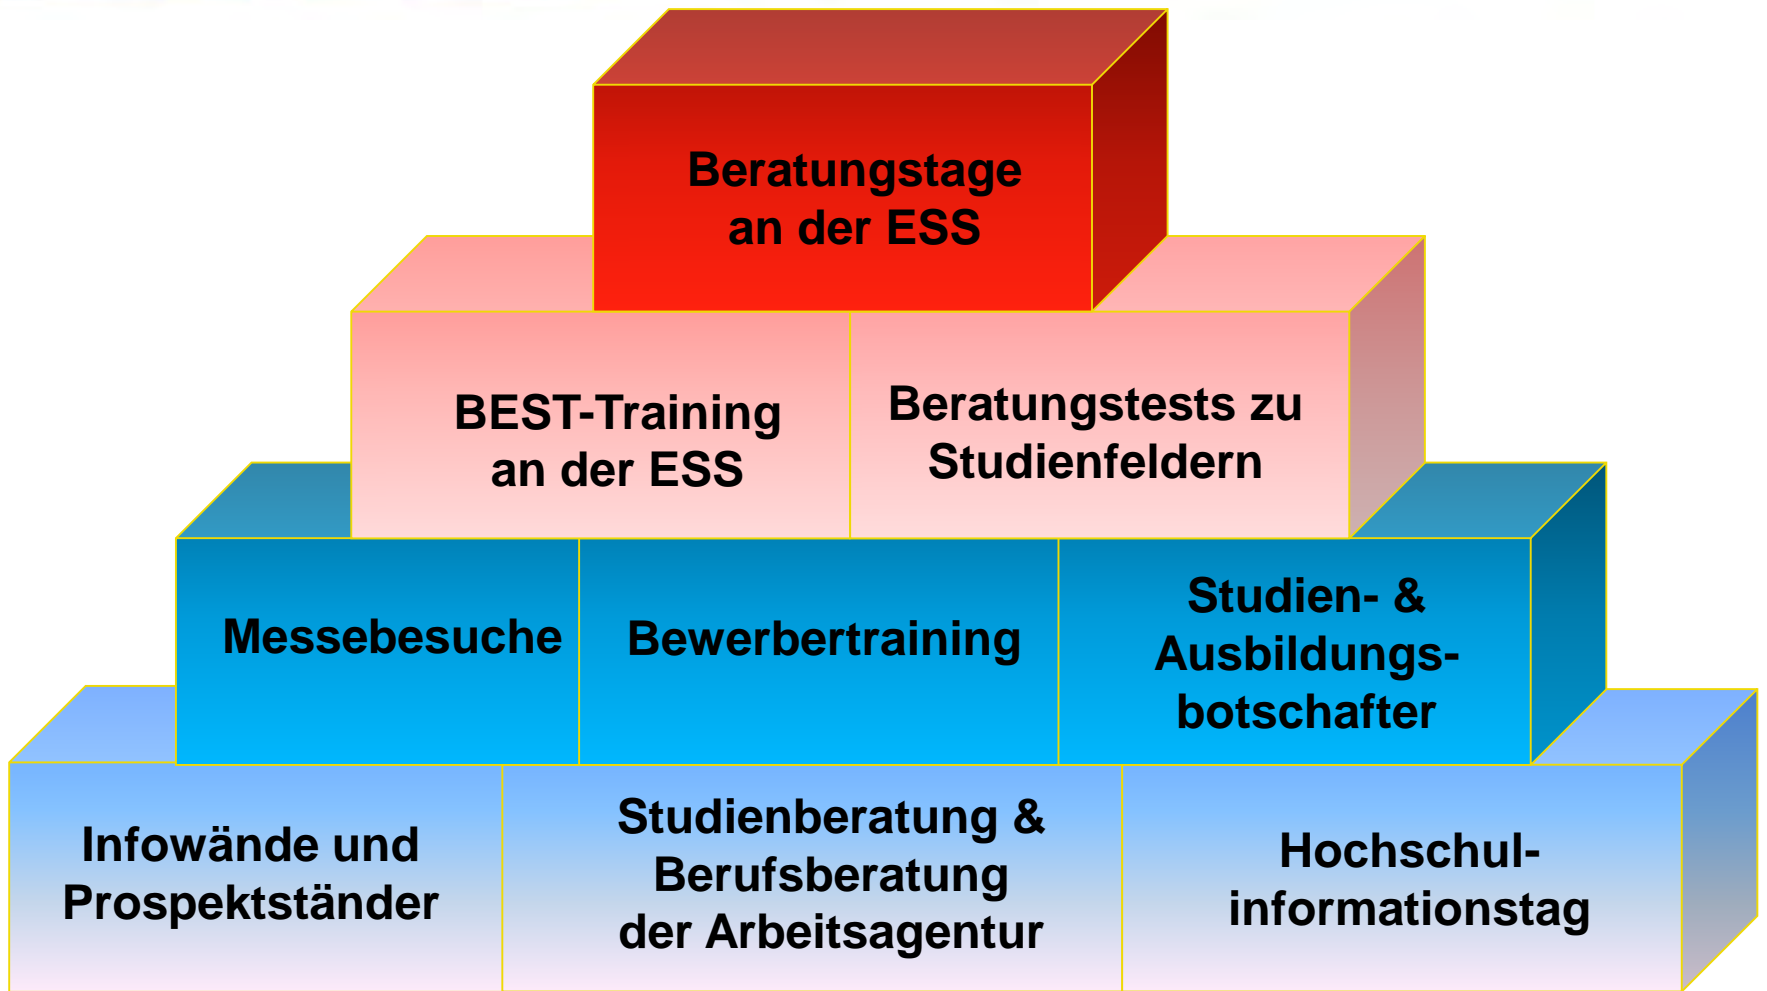 Beratungstage
an der ESS
BEST-Training
an der ESS
Beratungstests zu
Studienfeldern
Messebesuche
Bewerbertraining
Studien- &
Ausbildungs-
botschafter
Infowände und
Prospektständer
Studienberatung &
Berufsberatung
der Arbeitsagentur
Hochschul-
informationstag